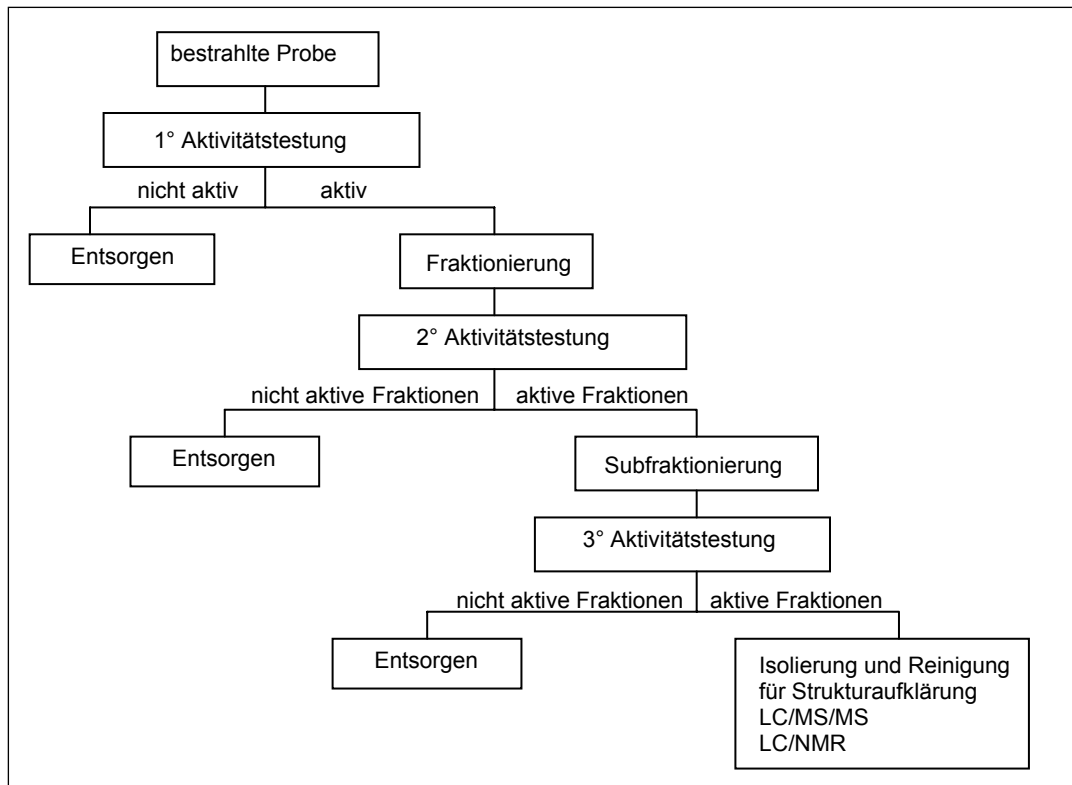 bestrahlte Probe
1° Aktivitätstestung
nicht aktiv
aktiv
Entsorgen
Fraktionierung
2° Aktivitätstestung
nicht aktive Fraktionen
aktive Fraktionen
Entsorgen
Subfraktionierung
3° Aktivitätstestung
nicht aktive Fraktionen
aktive Fraktionen
Entsorgen
Isolierung und Reinigung
für Strukturaufklärung
LC/MS/MS
LC/NMR